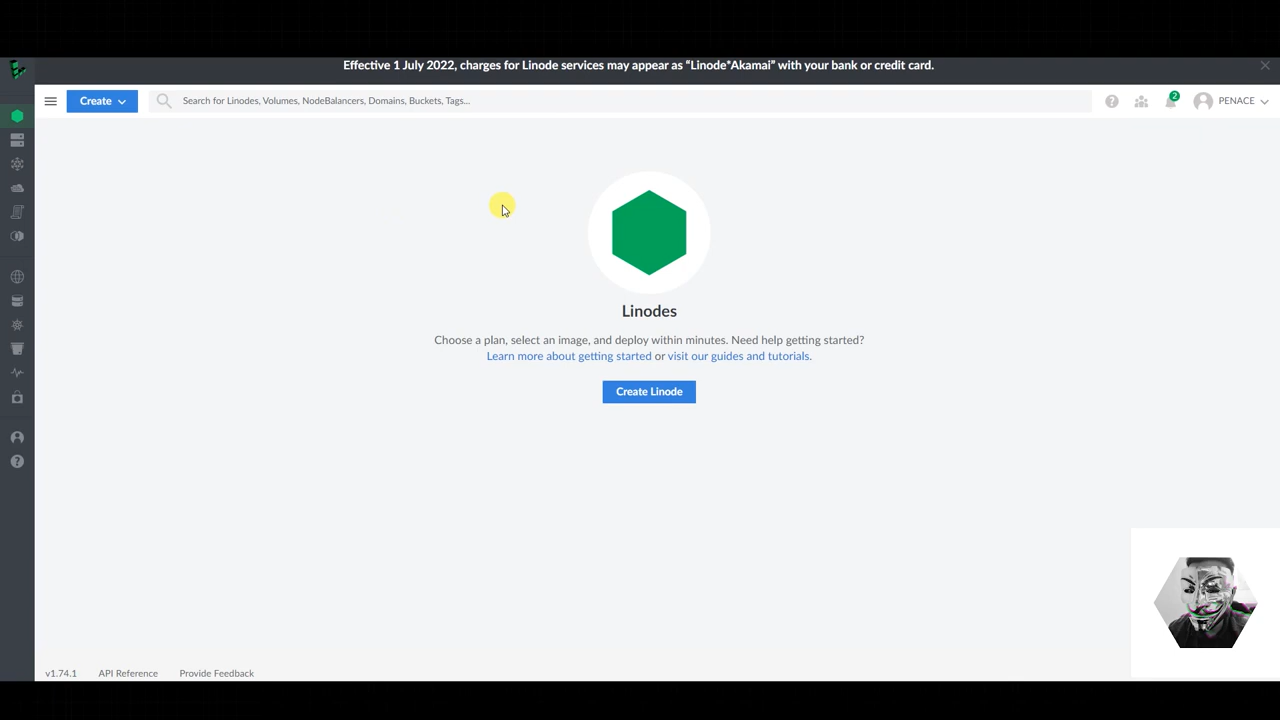 Effective 1 July 2022, charges for Linode services may appear as “Linode*Akamai” with your bank or credit card.
Create
Search for Linodes, Volumes, NodeBalancers, Domains, Buckets, Tags...
2
PENACE
Linodes
Choose a plan, select an image, and deploy within minutes. Need help getting started?
Learn more about getting started or visit our guides and tutorials.
Create Linode
v1.74.1
API Reference
Provide Feedback